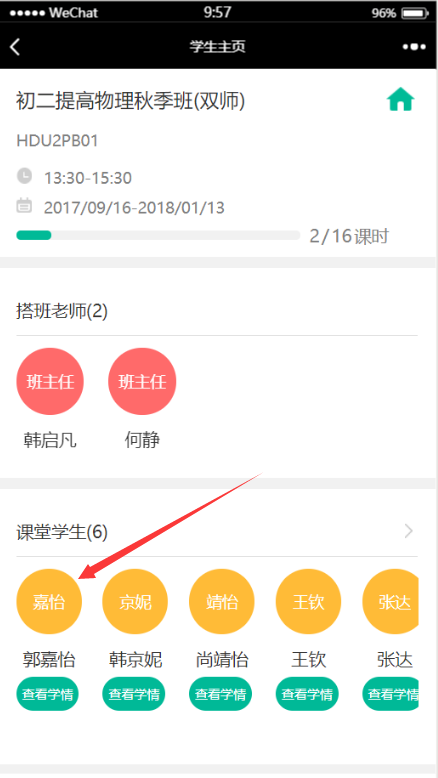 WeChat 9:57 96%
学生主页
初二提高物理秋季班(双师)
HDU2PB01
13:30-15:30
2017/09/16-2018/01/13
2/16课时
搭班老师(2)
班主任 班主任
韩启凡 何静
课堂学生(6)
嘉怡 京妮 靖怡 王钦 张达
郭嘉怡 韩京妮 尚靖怡 王钦 张达
查看学情 查看学情 查看学情 查看学情 查看学情